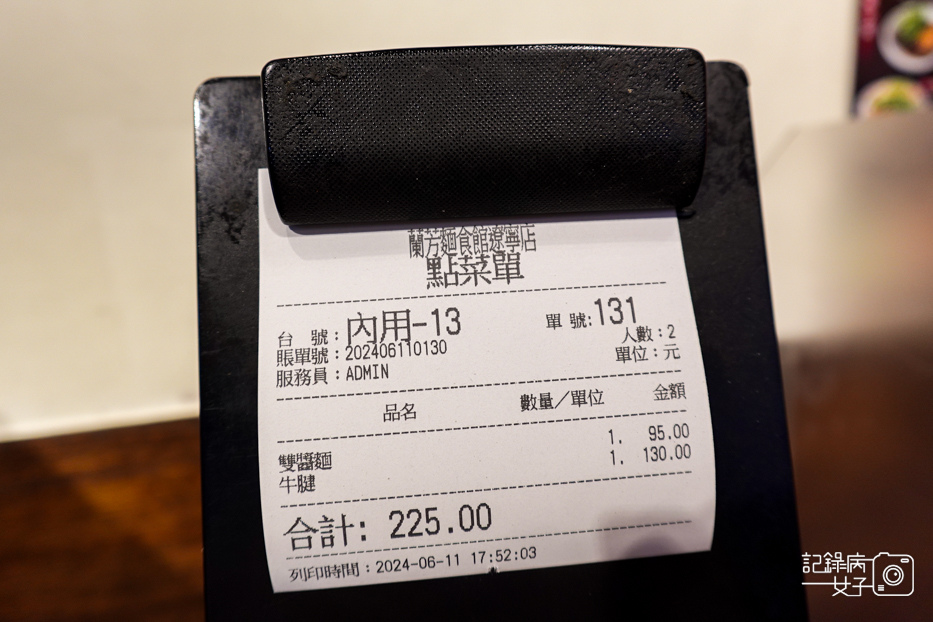 蘭芳麵食館遼寧店
點菜單
台 號：內用-13 單 號:131
賬單號：202406110130 人數：2
服務員：ADMIN 單位：元
品名 數量／單位 金額
雙醬麵 1. 95.00
牛腱 1. 130.00
合計: 225.00
列印時間：2024-06-11 17:52:03
記錄病
女子